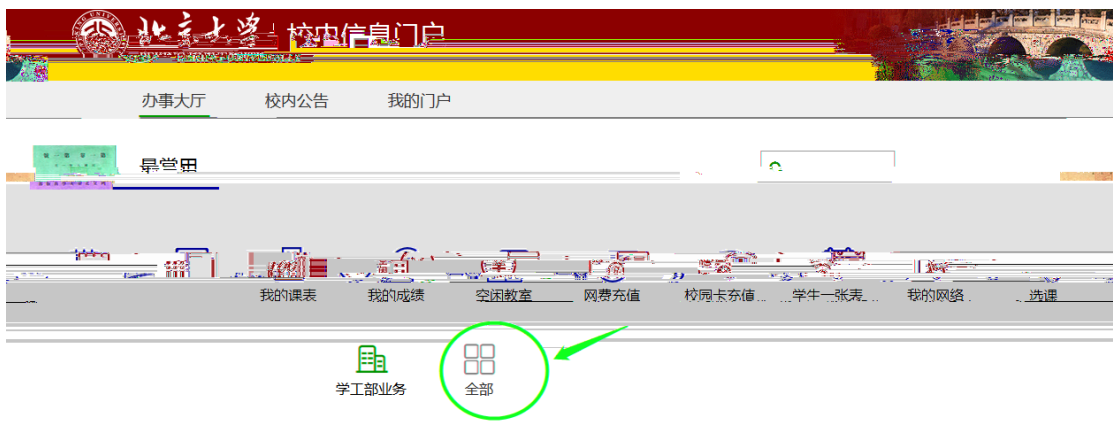 北京大学 校内信息门户
办事大厅 校内公告 我的门户
最常用
我的课表 我的成绩 空闲教室 网费充值 校园卡充值 学生一张表 我的网络 选课
学工部业务 全部